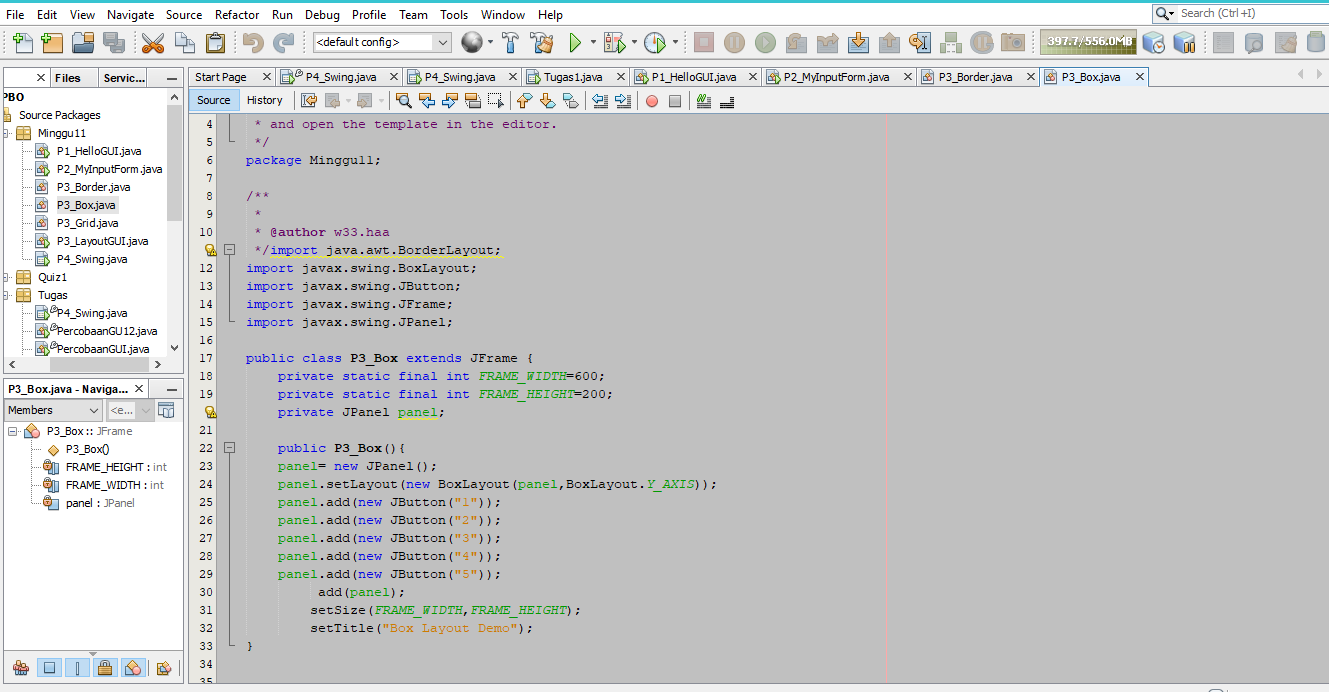 File Edit View Navigate Source Refactor Run Debug Profile Team Tools Window Help
Search (Ctrl+I)
<default config>
397.7/556.0MB
Files Servic...
Start Page P4_Swing.java P4_Swing.java Tugas1.java P1_HelloGUI.java P2_MyInputForm.java P3_Border.java P3_Box.java
Source History
PBO
Source Packages
Minggu11
P1_HelloGUI.java
P2_MyInputForm.java
P3_Border.java
P3_Box.java
P3_Grid.java
P3_LayoutGUI.java
P4_Swing.java
Quiz1
Tugas
P4_Swing.java
PercobaanGU12.java
PercobaanGUI.java
P3_Box.java - Naviga...
Members <e...
P3_Box :: JFrame
P3_Box()
FRAME_HEIGHT : int
FRAME_WIDTH : int
panel : JPanel
4 * and open the template in the editor.
5 */
6 package Minggu11;
7
8 /**
9 *
10 * @author w33.haa
*/import java.awt.BorderLayout;
12 import javax.swing.BoxLayout;
13 import javax.swing.JButton;
14 import javax.swing.JFrame;
15 import javax.swing.JPanel;
16
17 public class P3_Box extends JFrame {
18 private static final int FRAME_WIDTH=600;
19 private static final int FRAME_HEIGHT=200;
private JPanel panel;
21
22 public P3_Box(){
23 panel= new JPanel();
24 panel.setLayout(new BoxLayout(panel,BoxLayout.Y_AXIS));
25 panel.add(new JButton("1"));
26 panel.add(new JButton("2"));
27 panel.add(new JButton("3"));
28 panel.add(new JButton("4"));
29 panel.add(new JButton("5"));
30 add(panel);
31 setSize(FRAME_WIDTH,FRAME_HEIGHT);
32 setTitle("Box Layout Demo");
33 }
34
35